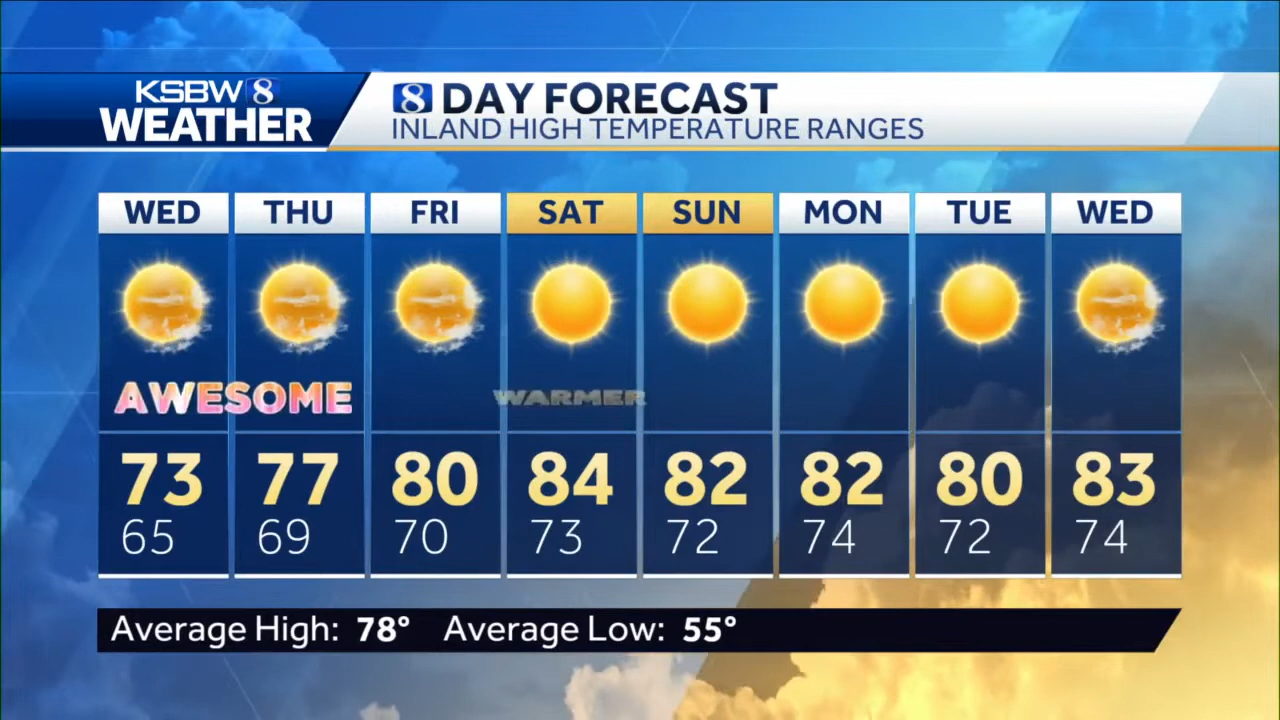 KSBW 8
WEATHER
8 DAY FORECAST
INLAND HIGH TEMPERATURE RANGES
WED THU FRI SAT SUN MON TUE WED
AWESOME WARMER
73 77 80 84 82 82 80 83
65 69 70 73 72 74 72 74
Average High: 78° Average Low: 55°